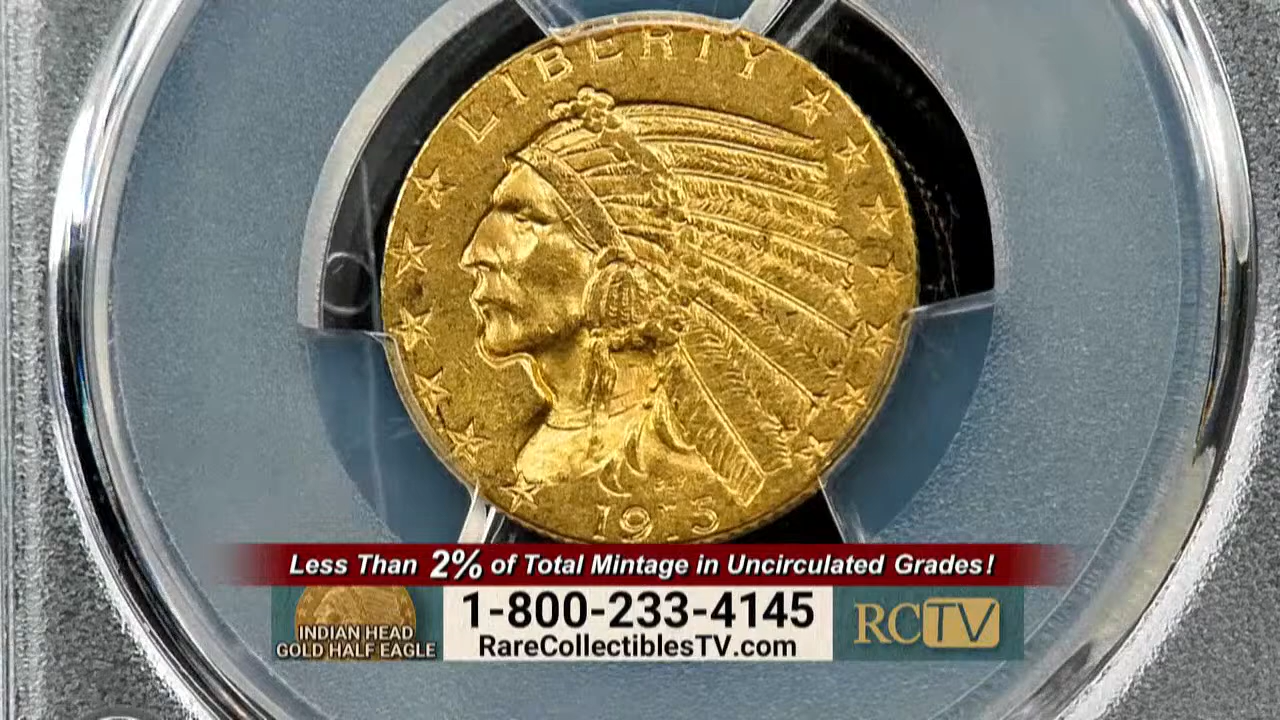 LIBERTY
1915
Less Than 2% of Total Mintage in Uncirculated Grades!
INDIAN HEAD
GOLD HALF EAGLE
1-800-233-4145
RareCollectiblesTV.com
RCTV